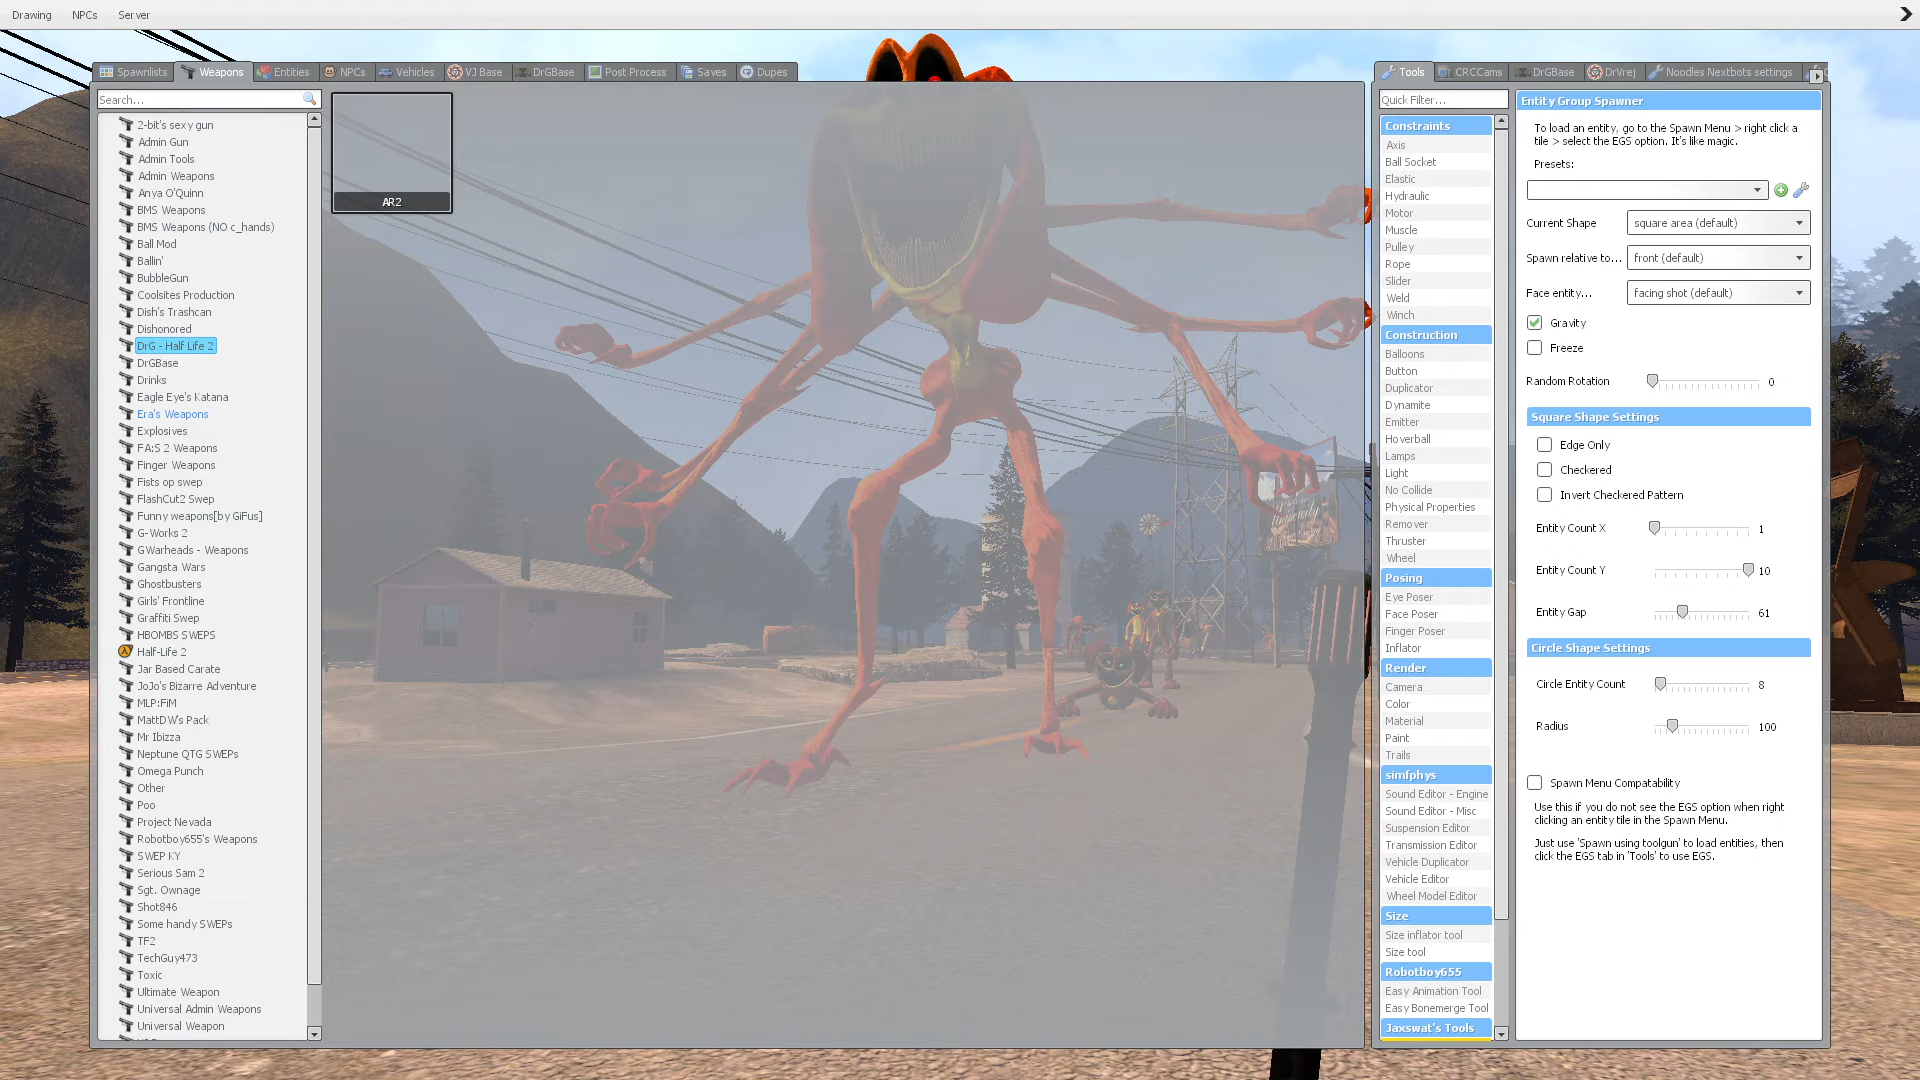 Drawing NPCs Server
Spawnlists Weapons Entities NPCs Vehicles VJ Base DrGBase Post Process Saves Dupes
Search...
2-bit's sexy gun
Admin Gun
Admin Tools
Admin Weapons
Anya O'Quinn
BMS Weapons
BMS Weapons (NO c_hands)
Ball Mod
Ballin'
BubbleGun
Coolsites Production
Dish's Trashcan
Dishonored
DrG - Half Life 2
DrGBase
Drinks
Eagle Eye's Katana
Era's Weapons
Explosives
FA:S 2 Weapons
Finger Weapons
Fists op swep
FlashCut2 Swep
Funny weapons[by GiFus]
G-Works 2
GWarheads - Weapons
Gangsta Wars
Ghostbusters
Girls' Frontline
Graffiti Swep
HBOMBS SWEPS
Half-Life 2
Jar Based Carate
JoJo's Bizarre Adventure
MLP:FiM
MattDW's Pack
Mr Ibizza
Neptune QTG SWEPs
Omega Punch
Other
Poo
Project Nevada
Robotboy655's Weapons
SWEP KY
Serious Sam 2
Sgt. Ownage
Shot846
Some handy SWEPs
TF2
TechGuy473
Toxic
Ultimate Weapon
Universal Admin Weapons
Universal Weapon
AR2
University
Tools CRCCams DrGBase DrVrej Noodles Nextbots settings
Quick Filter...
Constraints
Axis
Ball Socket
Elastic
Hydraulic
Motor
Muscle
Pulley
Rope
Slider
Weld
Winch
Construction
Balloons
Button
Duplicator
Dynamite
Emitter
Hoverball
Lamps
Light
No Collide
Physical Properties
Remover
Thruster
Wheel
Posing
Eye Poser
Face Poser
Finger Poser
Inflator
Render
Camera
Color
Material
Paint
Trails
simfphys
Sound Editor - Engine
Sound Editor - Misc
Suspension Editor
Transmission Editor
Vehicle Duplicator
Vehicle Editor
Wheel Model Editor
Size
Size inflator tool
Size tool
Robotboy655
Easy Animation Tool
Easy Bonemerge Tool
Jaxswat's Tools
Entity Group Spawner
To load an entity, go to the Spawn Menu > right click a
tile > select the EGS option. It's like magic.
Presets:
Current Shape square area (default)
Spawn relative to... front (default)
Face entity... facing shot (default)
Gravity
Freeze
Random Rotation 0
Square Shape Settings
Edge Only
Checkered
Invert Checkered Pattern
Entity Count X 1
Entity Count Y 10
Entity Gap 61
Circle Shape Settings
Circle Entity Count 8
Radius 100
Spawn Menu Compatability
Use this if you do not see the EGS option when right
clicking an entity tile in the Spawn Menu.
Just use 'Spawn using toolgun' to load entities, then
click the EGS tab in 'Tools' to use EGS.